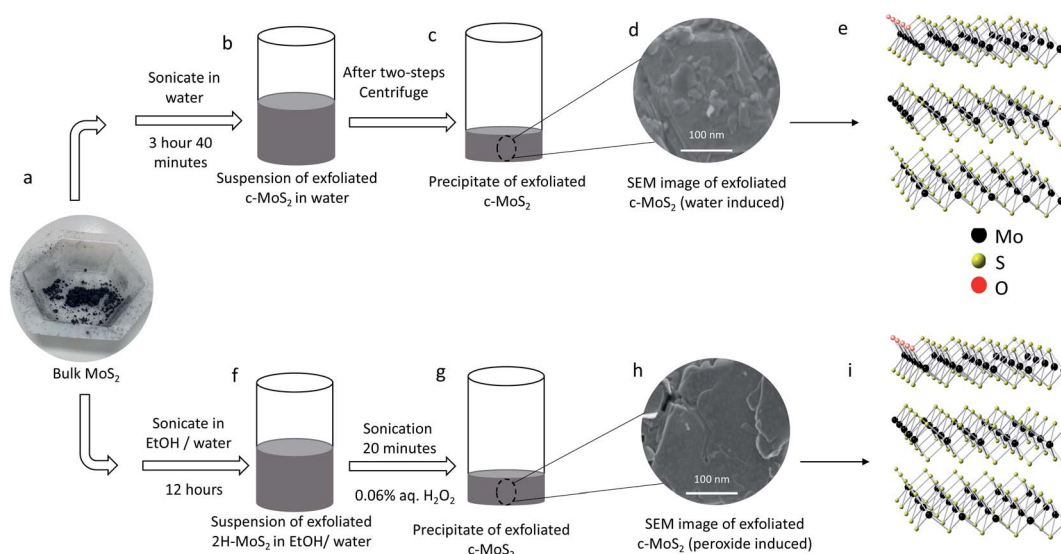 a
Bulk MoS₂
b
Sonicate in
water
3 hour 40
minutes
Suspension of exfoliated
c-MoS₂ in water
c
After two-steps
Centrifuge
Precipitate of exfoliated
c-MoS₂
d
100 nm
SEM image of exfoliated
c-MoS₂ (water induced)
e
Mo
S
O
f
Sonicate in
EtOH / water
12 hours
Suspension of exfoliated
2H-MoS₂ in EtOH/ water
g
Sonication
20 minutes
0.06% aq. H₂O₂
Precipitate of exfoliated
c-MoS₂
h
100 nm
SEM image of exfoliated
c-MoS₂ (peroxide induced)
i